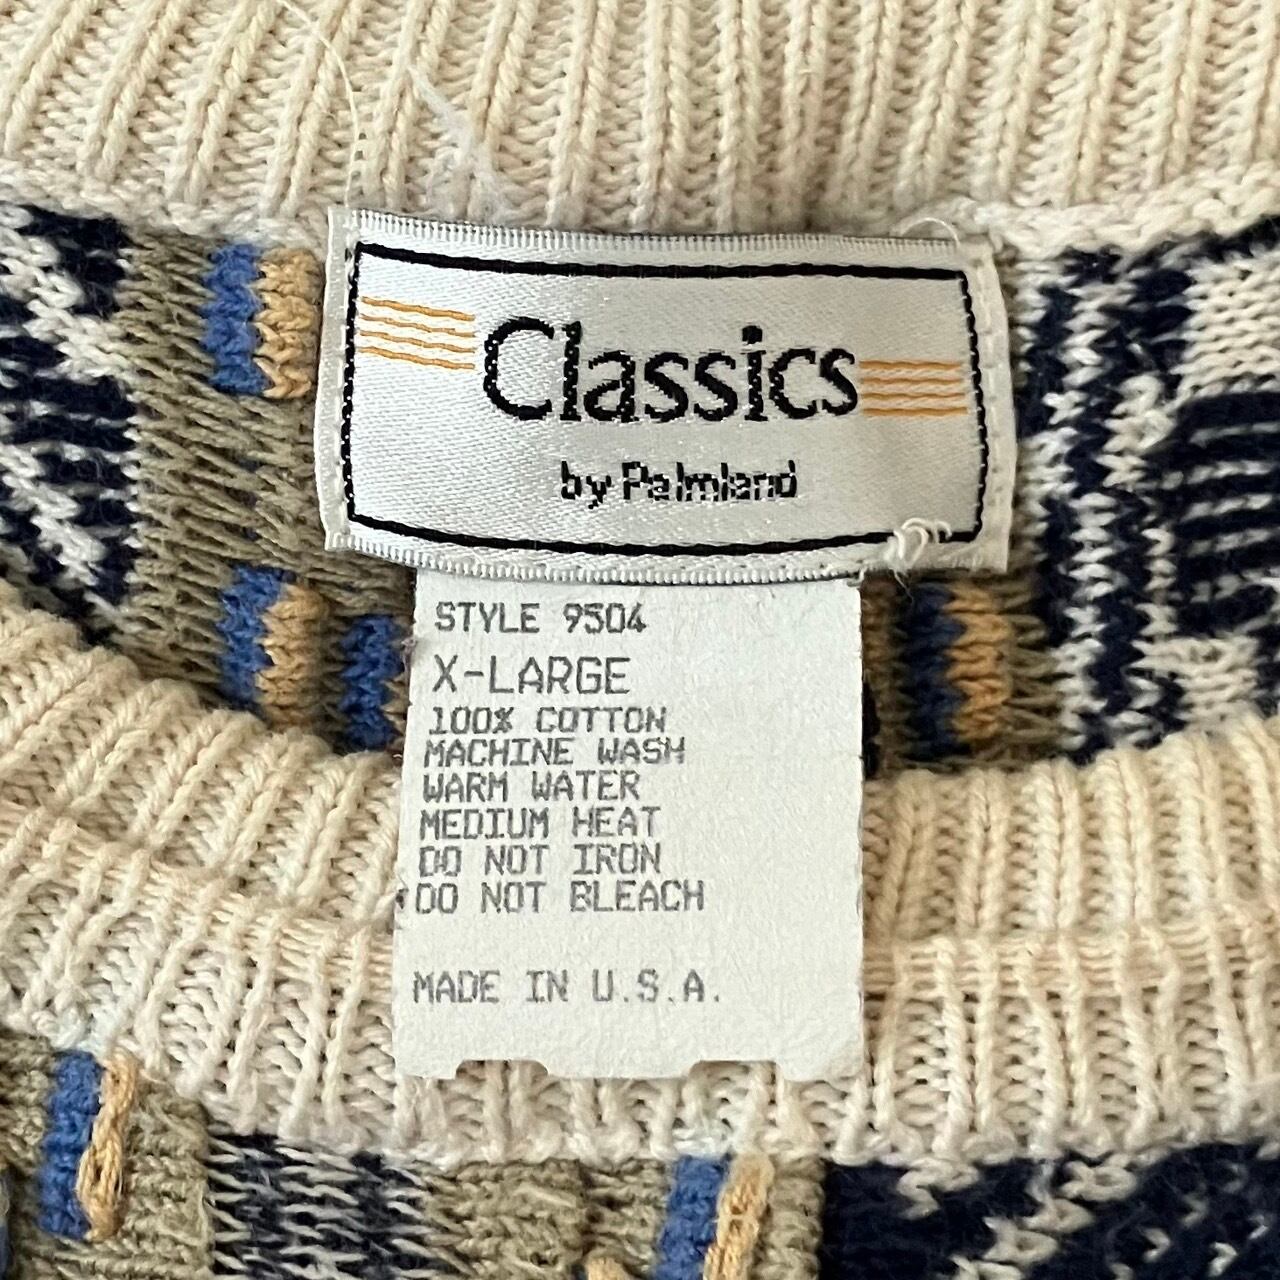 Classics
by Palmland
STYLE 9504
X-LARGE
100% COTTON
MACHINE WASH
WARM WATER
MEDIUM HEAT
DO NOT IRON
DO NOT BLEACH
MADE IN U.S.A.